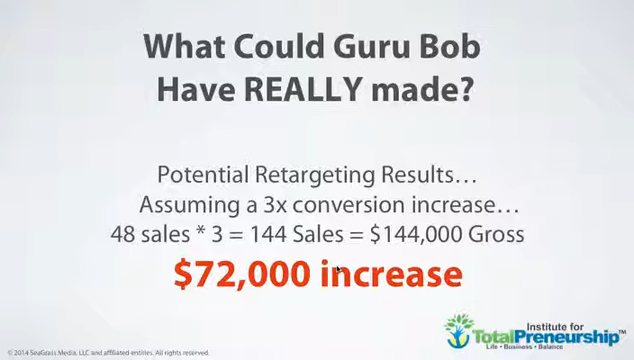 What Could Guru Bob
Have REALLY made?
Potential Retargeting Results…
Assuming a 3x conversion increase…
48 sales * 3 = 144 Sales = $144,000 Gross
$72,000 increase
Institute for
TotalPreneurship™
Life • Business • Balance
© 2014 SeaGrass Media, LLC and affiliated entities. All rights reserved.